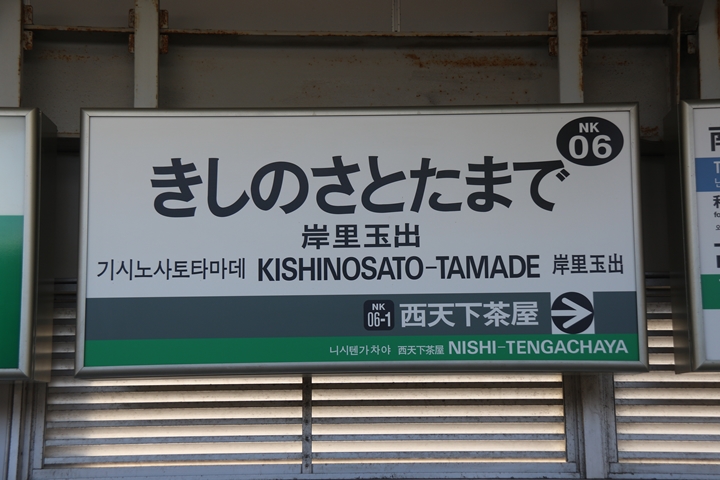 NK
06
きしのさとたまで
岸里玉出
기시노사토타마데 KISHINOSATO-TAMADE 岸里玉出
NK
06-1 西天下茶屋
니시텐가차야 西天下茶屋 NISHI-TENGACHAYA